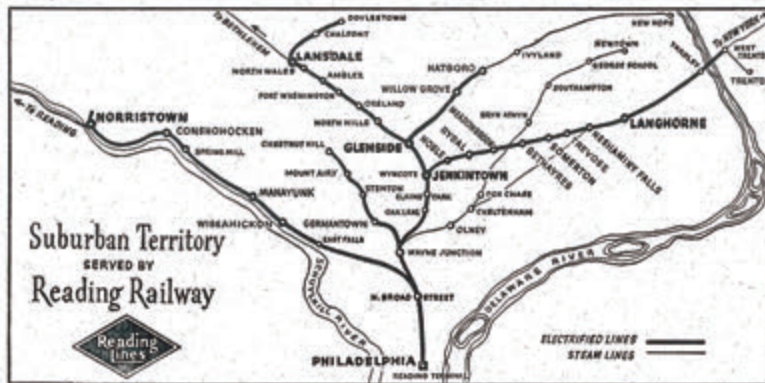 TO BETHLEHEM
DOYLESTOWN
CHALFONT
LANSDALE
NORTH WALES
AMBLER
FORT WASHINGTON
ORELAND
NORTH HILLS
GLENSIDE
HATBORO
WILLOW GROVE
IVYLAND
NEW HOPE
NEWTOWN
GEORGE SCHOOL
SOUTHAMPTON
BRYN ATHYN
YARDLEY
TO NEW YORK
WEST TRENTON
TRENTON
TO READING
NORRISTOWN
CONSHOHOCKEN
SPRING MILL
MANAYUNK
WISSAHICKON
EAST FALLS
CHESTNUT HILL
MOUNT AIRY
STENTON
GERMANTOWN
WYNCOTE
JENKINTOWN
NOBLE
RYDAL
MEADOWBROOK
BETHAYRES
SOMERTON
TREVOSE
NESHAMINY FALLS
LANGHORNE
ELKINS PARK
OAK LANE
FOX CHASE
CHELTENHAM
OLNEY
WAYNE JUNCTION
N. BROAD STREET
PHILADELPHIA
READING TERMINAL
SCHUYLKILL RIVER
DELAWARE RIVER
Suburban Territory
SERVED BY
Reading Railway
Reading
Lines
ELECTRIFIED LINES
STEAM LINES